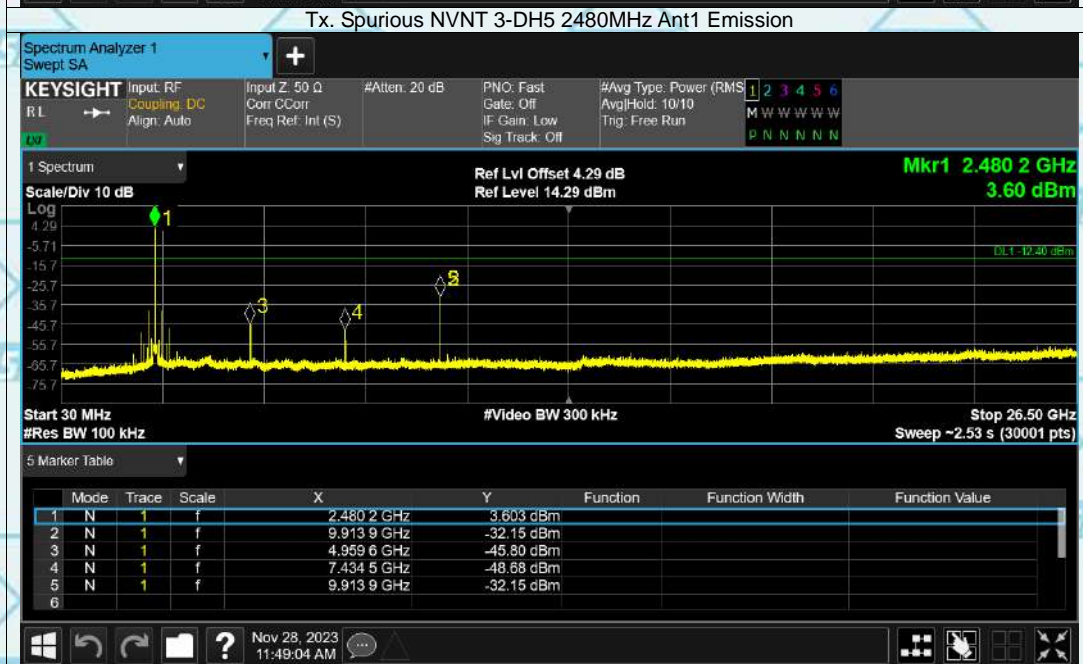 Tx. Spurious NVNT 3-DH5 2480MHz Ant1 Emission
Spectrum Analyzer 1
Swept SA
+
KEYSIGHT Input: RF Input Z: 50 Ω #Atten: 20 dB PNO: Fast #Avg Type: Power (RMS 1 2 3 4 5 6
RL Coupling: DC Corr CCorr Gate: Off Avg|Hold: 10/10 M W W W W W
Align: Auto Freq Ref: Int (S) IF Gain: Low Trig: Free Run
Sig Track: Off P N N N N N
LXI
1 Spectrum Ref Lvl Offset 4.29 dB Mkr1 2.480 2 GHz
Scale/Div 10 dB Ref Level 14.29 dBm 3.60 dBm
Log
1
4.29
-5.71
DL1 -12.40 dBm
-15.7
-25.7
-35.7 3 4
-45.7
-55.7
-65.7
-75.7
Start 30 MHz #Video BW 300 kHz Stop 26.50 GHz
#Res BW 100 kHz Sweep ~2.53 s (30001 pts)
5 Marker Table
Mode Trace Scale X Y Function Function Width Function Value
1 N 1 f 2.480 2 GHz 3.603 dBm
2 N 1 f 9.913 9 GHz -32.15 dBm
3 N 1 f 4.959 6 GHz -45.80 dBm
4 N 1 f 7.434 5 GHz -48.68 dBm
5 N 1 f 9.913 9 GHz -32.15 dBm
6
? Nov 28, 2023
11:49:04 AM